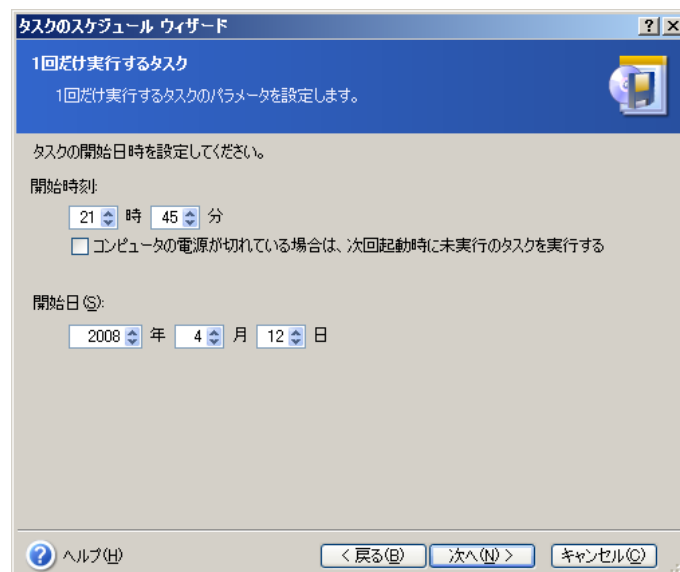 タスクのスケジュール ウィザード
1回だけ実行するタスク
1回だけ実行するタスクのパラメータを設定します。
タスクの開始日時を設定してください。
開始時刻:
21 時 45 分
コンピュータの電源が切れている場合は、次回起動時に未実行のタスクを実行する
開始日(S):
2008 年 4 月 12 日
ヘルプ(H)
< 戻る(B) 次へ(N) > キャンセル(C)